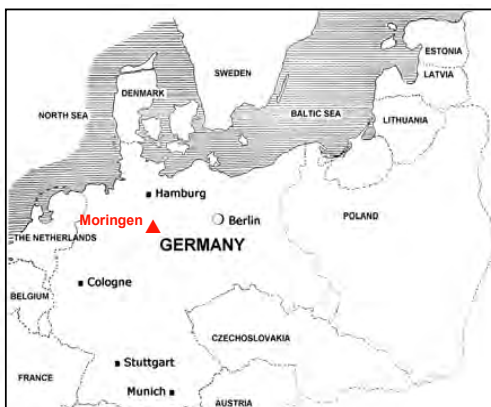 SWEDEN
ESTONIA
LATVIA
DENMARK
NORTH SEA
BALTIC SEA
LITHUANIA
Hamburg
Moringen
Berlin
POLAND
THE NETHERLANDS
GERMANY
Cologne
BELGIUM
CZECHOSLOVAKIA
Stuttgart
FRANCE
Munich
AUSTRIA